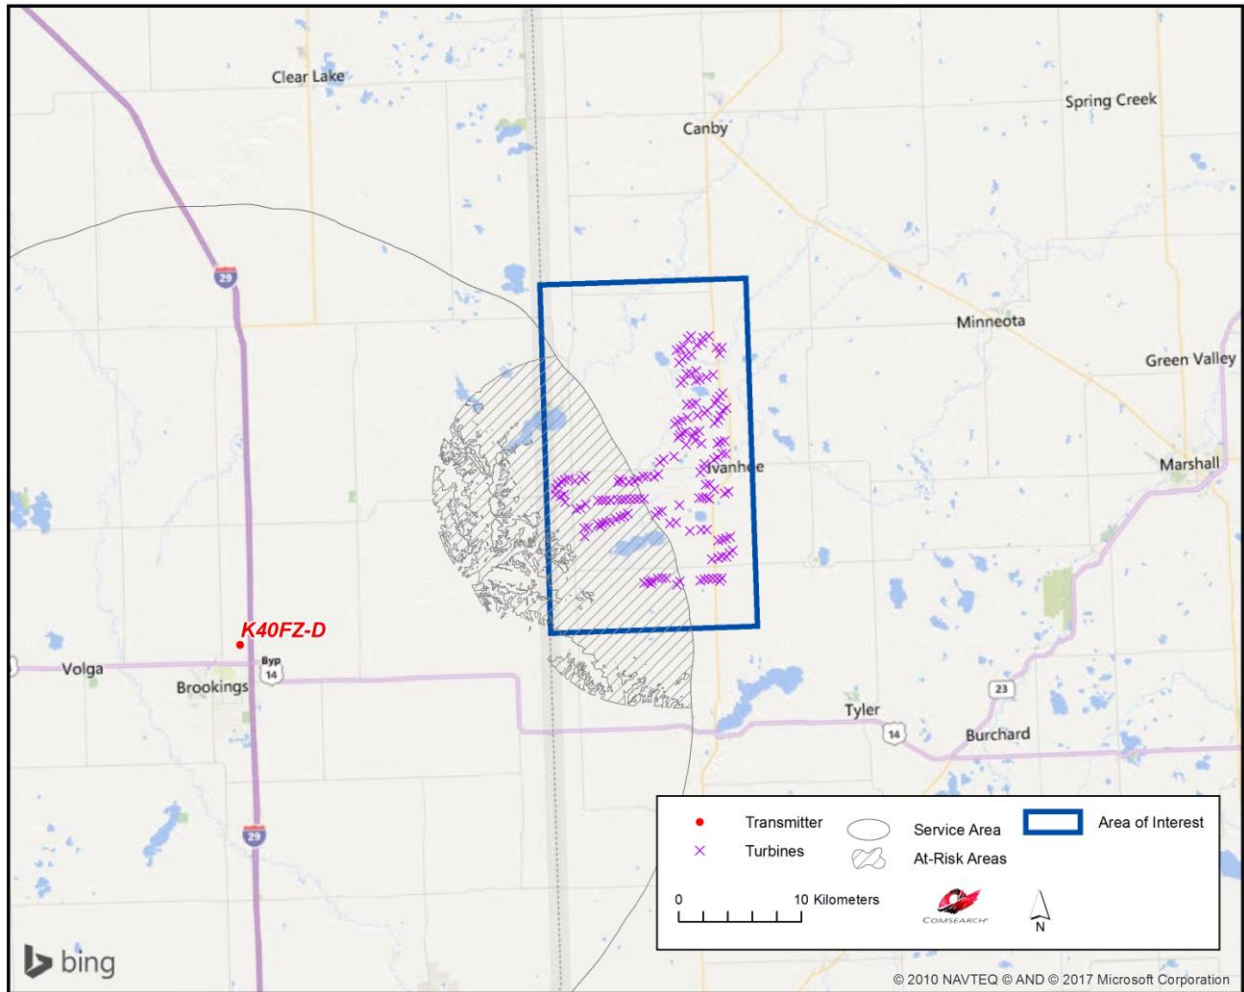 Clear Lake
Spring Creek
Canby
29
Minneota
Green Valley
Ivanhoe
Marshall
K40FZ-D
Volga
Byp
14
Brookings
23
Tyler
14
Burchard
29
Transmitter
Service Area
Area of Interest
Turbines
At-Risk Areas
0
10 Kilometers
COMSEARCH
N
bing
© 2010 NAVTEQ © AND © 2017 Microsoft Corporation